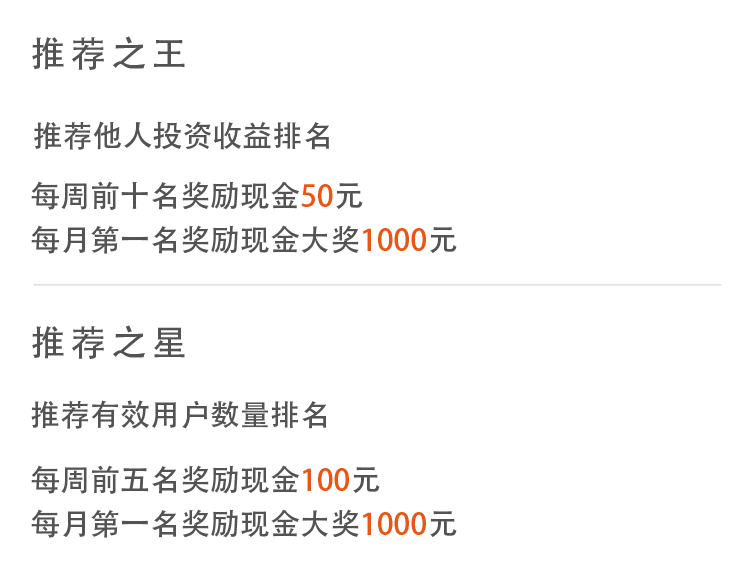 推荐之王
推荐他人投资收益排名
每周前十名奖励现金50元
每月第一名奖励现金大奖1000元
推荐之星
推荐有效用户数量排名
每周前五名奖励现金100元
每月第一名奖励现金大奖1000元